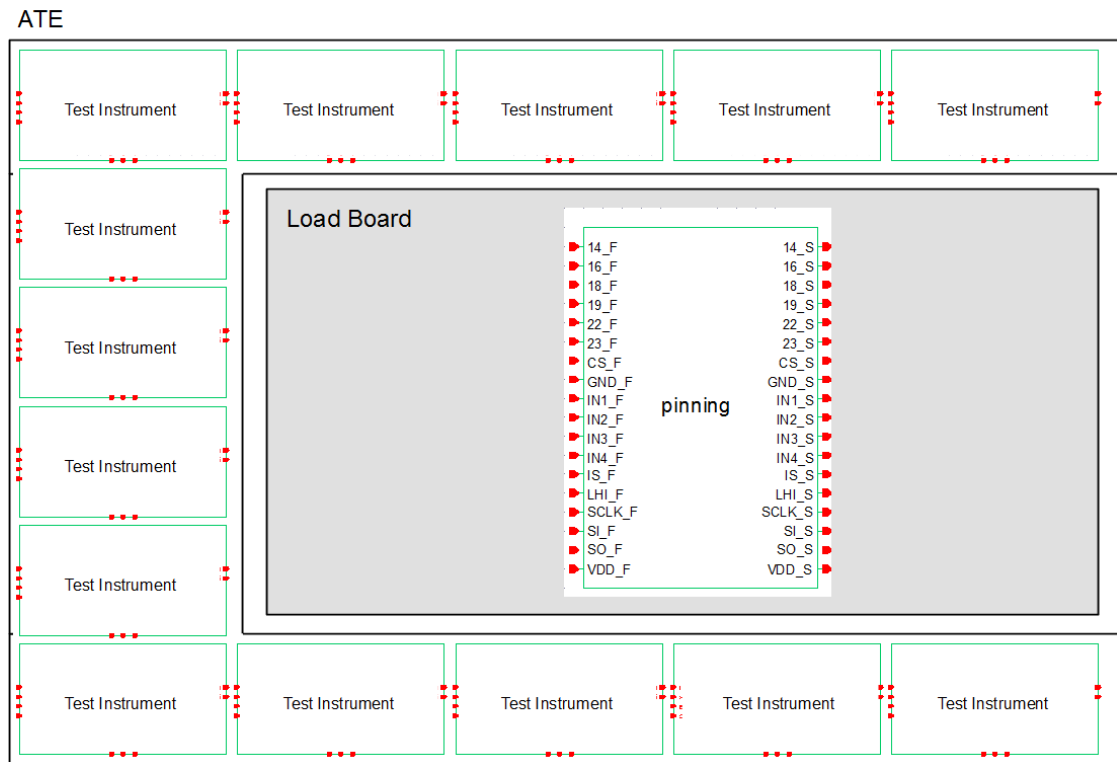 ATE
Test Instrument
Test Instrument
Test Instrument
Test Instrument
Test Instrument
Test Instrument
Test Instrument
Test Instrument
Test Instrument
Load Board
14_F 14_S
16_F 16_S
18_F 18_S
19_F 19_S
22_F 22_S
23_F 23_S
CS_F CS_S
GND_F GND_S
IN1_F IN1_S
pinning
IN2_F IN2_S
IN3_F IN3_S
IN4_F IN4_S
IS_F IS_S
LHI_F LHI_S
SCLK_F SCLK_S
SI_F SI_S
SO_F SO_S
VDD_F VDD_S
Test Instrument
Test Instrument
Test Instrument
Test Instrument
Test Instrument